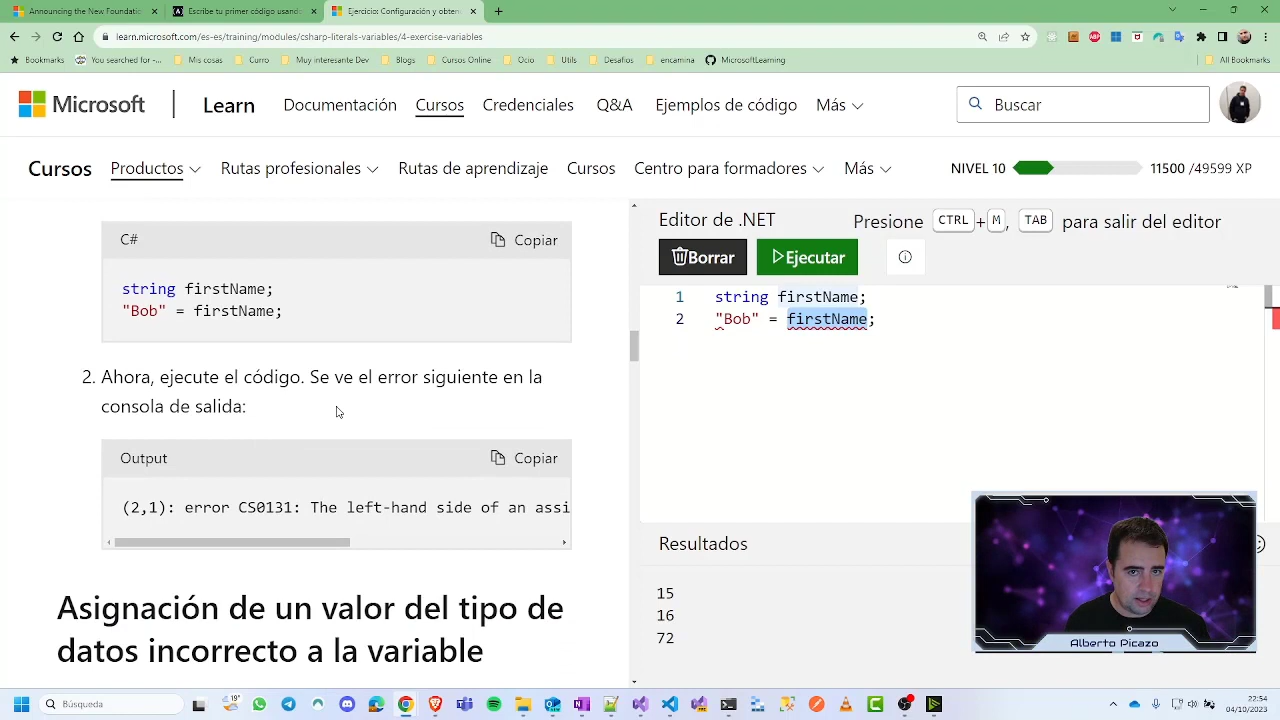 Announcing the New Foundatic
Escribe tu primer código usando
Ejercicio: Configuración y obten
learn.microsoft.com/es-es/training/modules/csharp-literals-variables/4-exercise-variables
Bookmarks
You searched for -...
Mis cosas
Curro
Muy interesante Dev
Blogs
Cursos Online
Ocio
Utils
Desafios
encamina
MicrosoftLearning
All Bookmarks
Microsoft
Learn
Documentación
Cursos
Credenciales
Q&A
Ejemplos de código
Más
Buscar
Cursos
Productos
Rutas profesionales
Rutas de aprendizaje
Cursos
Centro para formadores
Más
NIVEL 10
11500 /49599 XP
C#
Copiar
string firstName;
"Bob" = firstName;
2. Ahora, ejecute el código. Se ve el error siguiente en la
consola de salida:
Output
Copiar
(2,1): error CS0131: The left-hand side of an assi
Asignación de un valor del tipo de
datos incorrecto a la variable
Editor de .NET
Presione CTRL + M, TAB para salir del editor
Borrar
Ejecutar
1 string firstName;
2 "Bob" = firstName;
Resultados
15
16
72
Alberto Picazo
Búsqueda
19°
22:54
04/10/2023